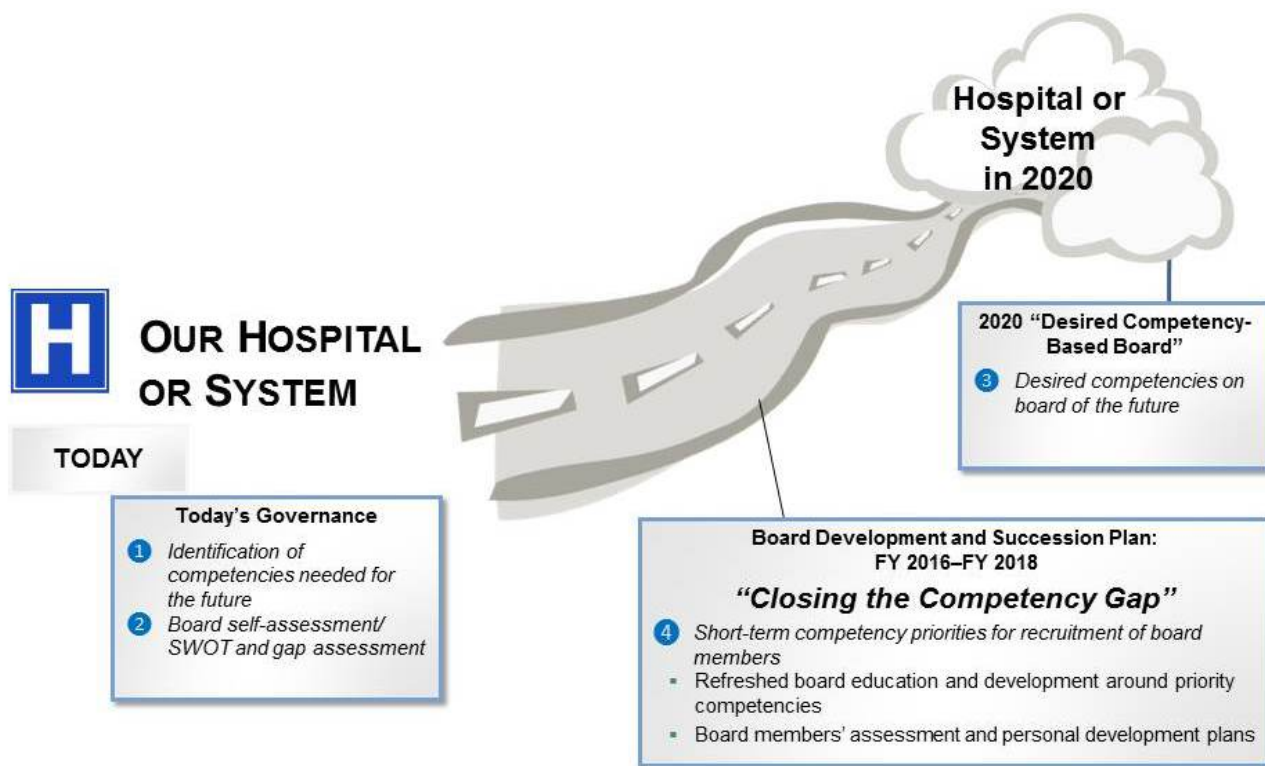 Hospital or
System
in 2020
H
OUR HOSPITAL
OR SYSTEM
TODAY
Today's Governance
1 Identification of
competencies needed for
the future
2 Board self-assessment/
SWOT and gap assessment
2020 “Desired Competency-
Based Board”
3 Desired competencies on
board of the future
Board Development and Succession Plan:
FY 2016–FY 2018
“Closing the Competency Gap”
4 Short-term competency priorities for recruitment of board
members
▪ Refreshed board education and development around priority
competencies
▪ Board members’ assessment and personal development plans